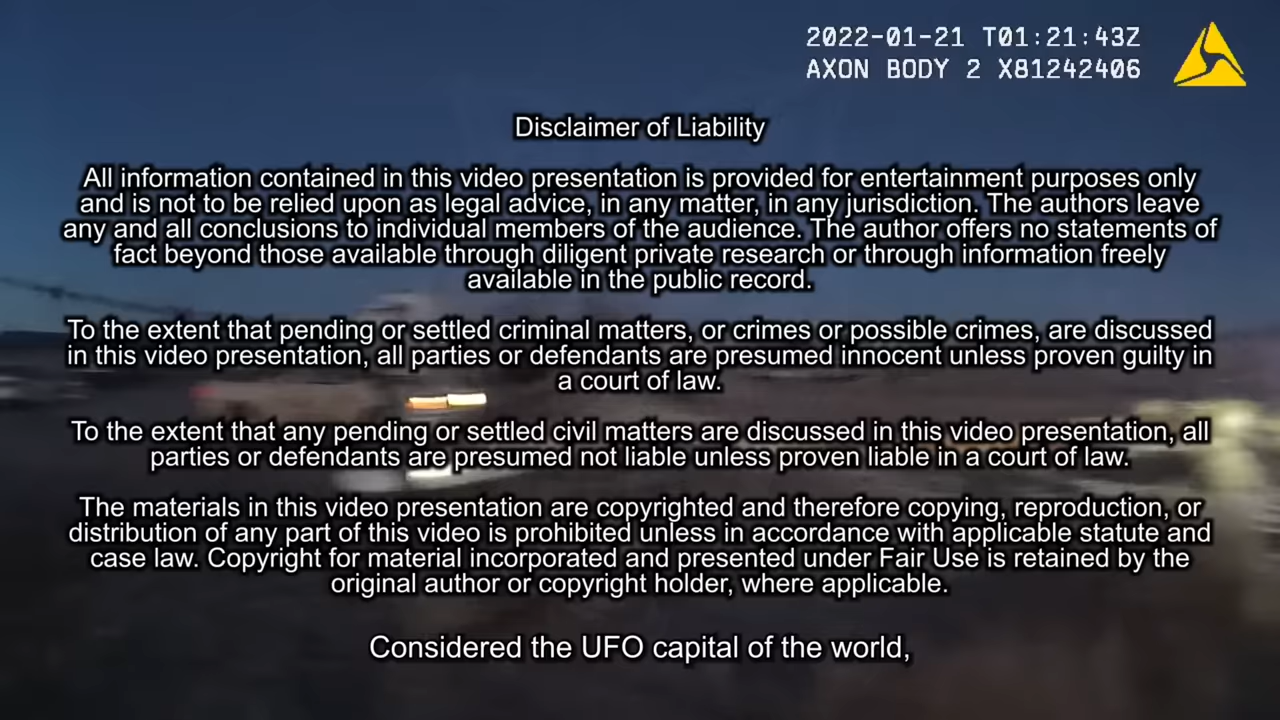 2022-01-21 T01:21:43Z
AXON BODY 2 X81242406
Disclaimer of Liability
All information contained in this video presentation is provided for entertainment purposes only
and is not to be relied upon as legal advice, in any matter, in any jurisdiction. The authors leave
any and all conclusions to individual members of the audience. The author offers no statements of
fact beyond those available through diligent private research or through information freely
available in the public record.
To the extent that pending or settled criminal matters, or crimes or possible crimes, are discussed
in this video presentation, all parties or defendants are presumed innocent unless proven guilty in
a court of law.
To the extent that any pending or settled civil matters are discussed in this video presentation, all
parties or defendants are presumed not liable unless proven liable in a court of law.
The materials in this video presentation are copyrighted and therefore copying, reproduction, or
distribution of any part of this video is prohibited unless in accordance with applicable statute and
case law. Copyright for material incorporated and presented under Fair Use is retained by the
original author or copyright holder, where applicable.
Considered the UFO capital of the world,